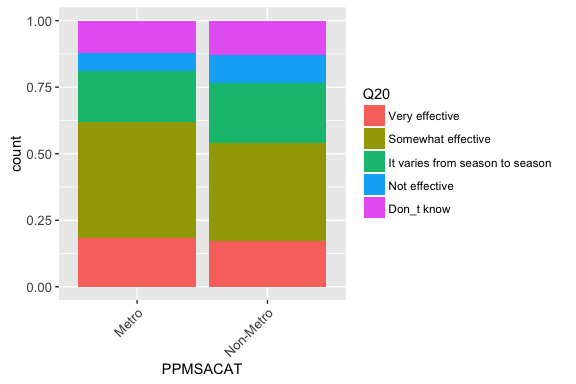 1.00
0.75
0.50
0.25
0.00
count
Metro
Non-Metro
PPMSACAT
Q20
Very effective
Somewhat effective
It varies from season to season
Not effective
Don_t know